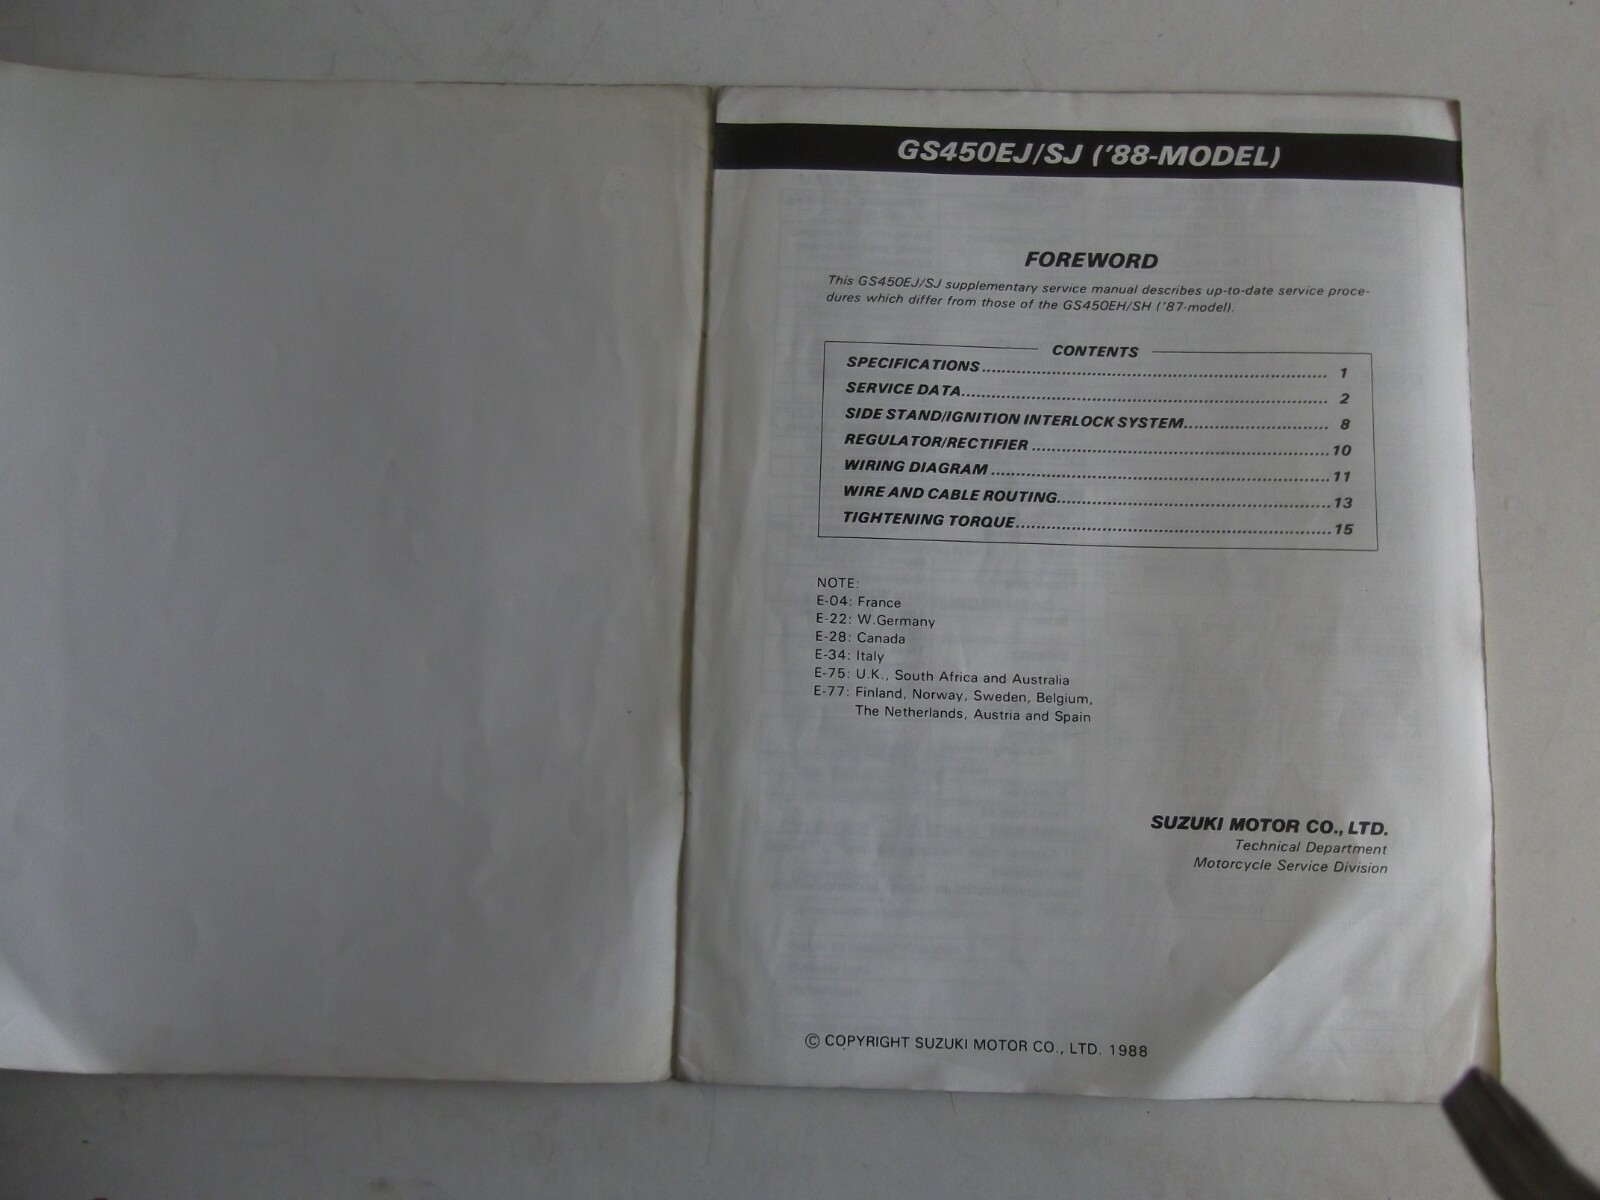 GS450EJ/SJ ('88-MODEL)
FOREWORD
This GS450EJ/SJ supplementary service manual describes up-to-date service proce-
dures which differ from those of the GS450EH/SH ('87-model).
CONTENTS
SPECIFICATIONS ........ 1
SERVICE DATA ........ 2
SIDE STAND/IGNITION INTERLOCK SYSTEM ........ 8
REGULATOR/RECTIFIER ........ 10
WIRING DIAGRAM ........ 11
WIRE AND CABLE ROUTING ........ 13
TIGHTENING TORQUE ........ 15
NOTE:
E-04: France
E-22: W.Germany
E-28: Canada
E-34: Italy
E-75: U.K., South Africa and Australia
E-77: Finland, Norway, Sweden, Belgium,
The Netherlands, Austria and Spain
SUZUKI MOTOR CO., LTD.
Technical Department
Motorcycle Service Division
© COPYRIGHT SUZUKI MOTOR CO., LTD. 1988